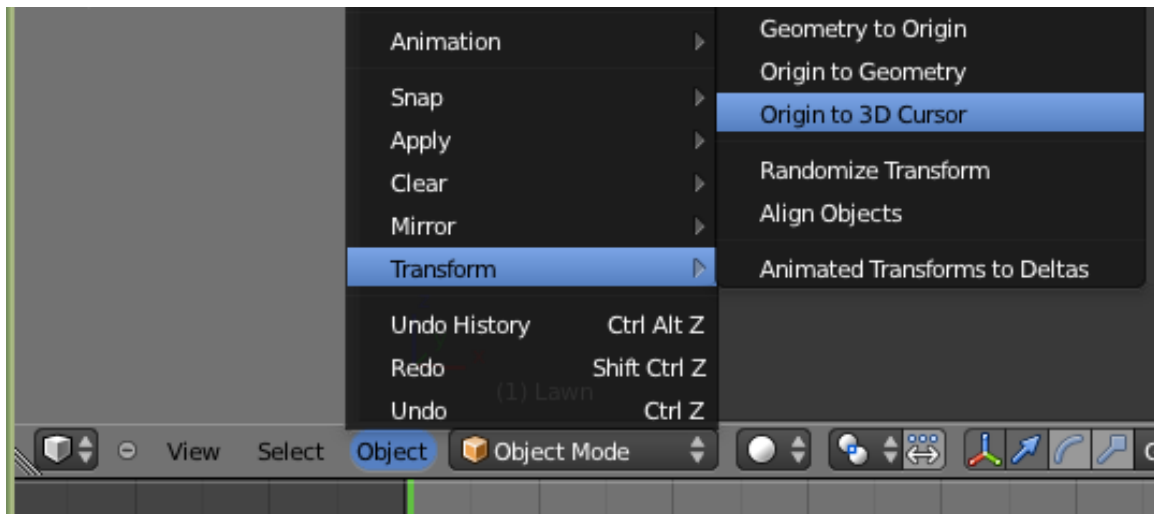 Animation
Snap
Apply
Clear
Mirror
Transform
Undo History Ctrl Alt Z
Redo Shift Ctrl Z
Undo Ctrl Z
Geometry to Origin
Origin to Geometry
Origin to 3D Cursor
Randomize Transform
Align Objects
Animated Transforms to Deltas
(1) Lawn
View Select Object Object Mode